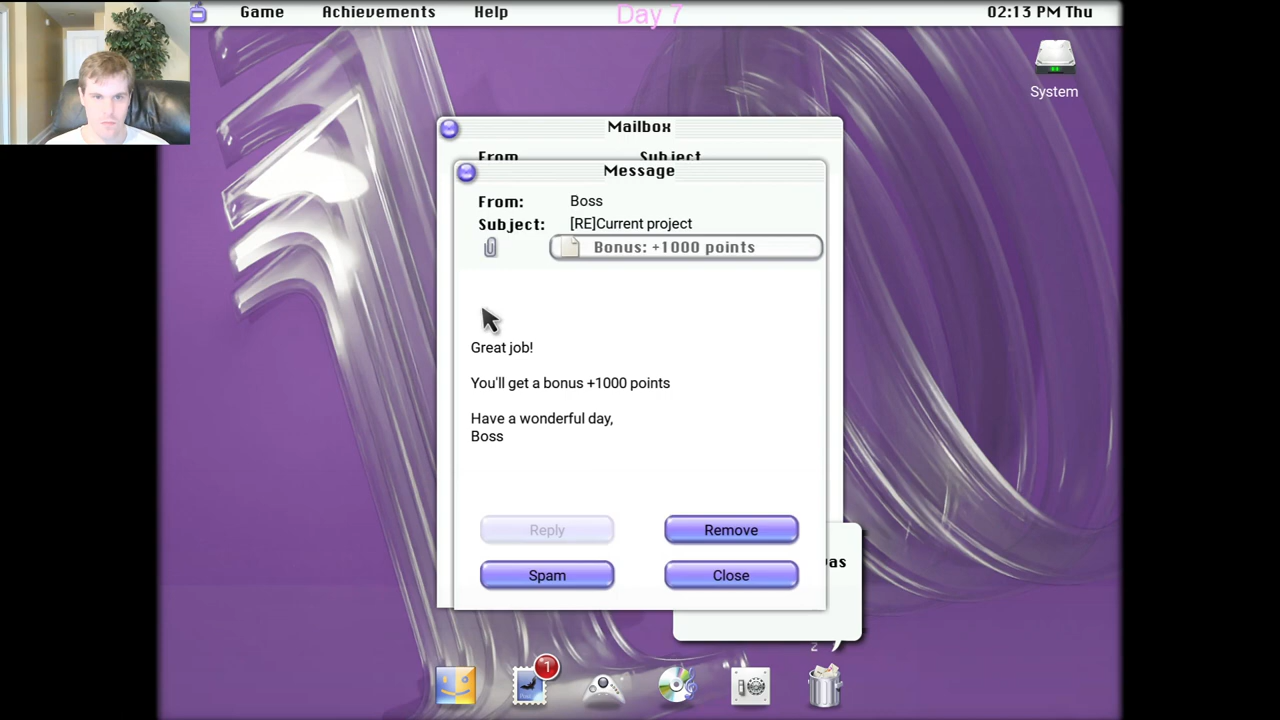 Game Achievements Help Day 7 02:13 PM Thu
System
Mailbox
From Subject
Message
From: Boss
Subject: [RE]Current project
Bonus: +1000 points
Great job!
You'll get a bonus +1000 points
Have a wonderful day,
Boss
Reply Remove
Spam Close
1
2